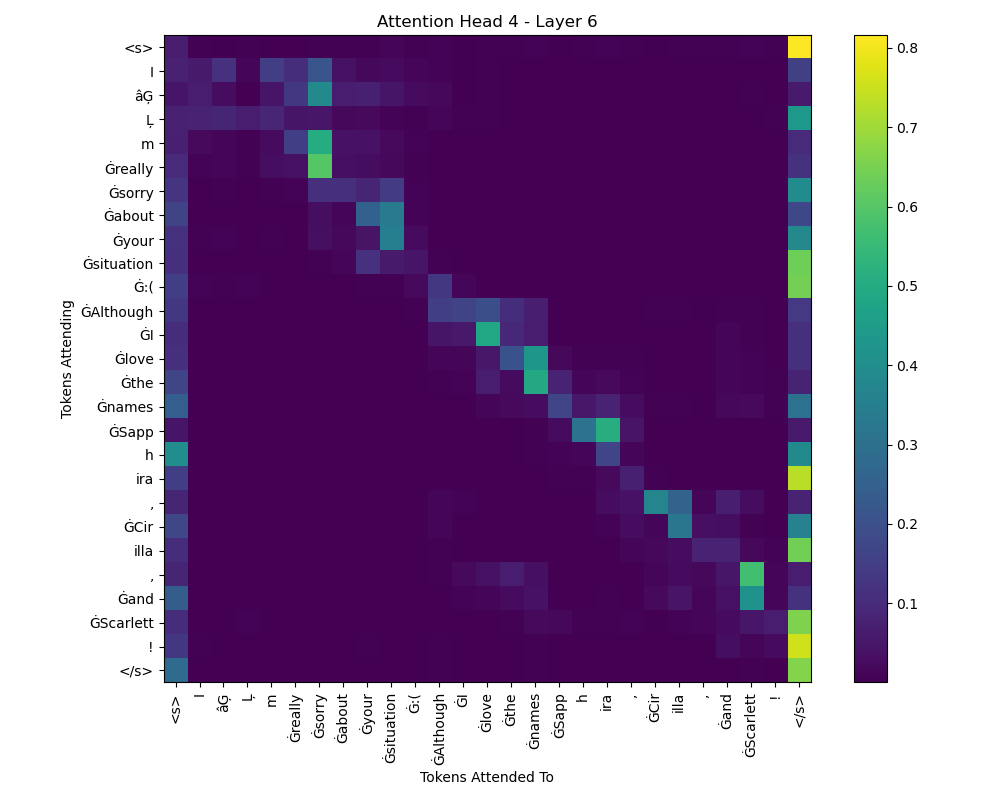 Attention Head 4 - Layer 6
<s>
I
âĢ
Ļ
m
Ġreally
Ġsorry
Ġabout
Ġyour
Ġsituation
Ġ:(
ĠAlthough
ĠI
Ġlove
Ġthe
Ġnames
ĠSapp
h
ira
,
ĠCir
illa
,
Ġand
ĠScarlett
!
</s>
Tokens Attending
<s>
I
âĢ
Ļ
m
Ġreally
Ġsorry
Ġabout
Ġyour
Ġsituation
Ġ:(
ĠAlthough
ĠI
Ġlove
Ġthe
Ġnames
ĠSapp
h
ira
,
ĠCir
illa
,
Ġand
ĠScarlett
!
</s>
Tokens Attended To
0.8
0.7
0.6
0.5
0.4
0.3
0.2
0.1